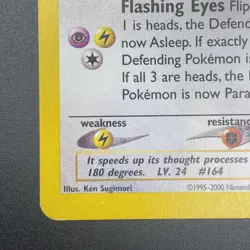 Flashing Eyes Flip
1 is heads, the Defend
now Asleep. If exactly
Defending Pokémon is
If all 3 are heads, the
Pokémon is now Para
weakness
resistan
It speeds up its thought processes
180 degrees. LV. 24 #164
Illus. Ken Sugimori
©1995-2000 Nintend